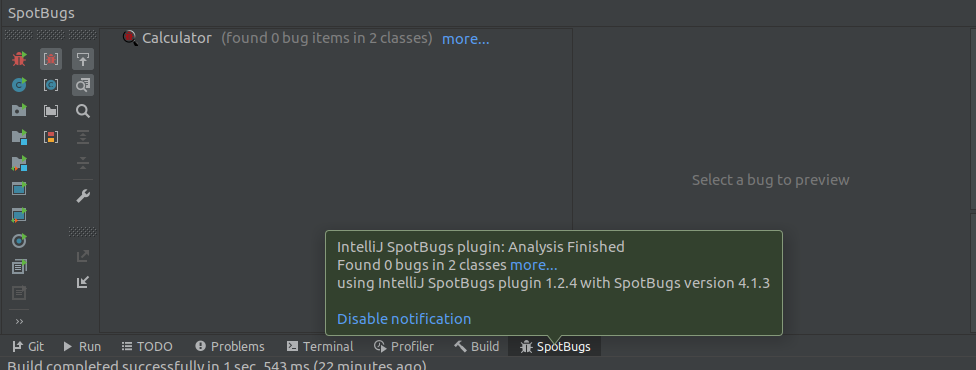 SpotBugs
Calculator (found 0 bug items in 2 classes) more...
Select a bug to preview
IntelliJ SpotBugs plugin: Analysis Finished
Found 0 bugs in 2 classes more...
using IntelliJ SpotBugs plugin 1.2.4 with SpotBugs version 4.1.3
Disable notification
Git Run TODO Problems Terminal Profiler Build SpotBugs
Build completed successfully in 1 sec, 543 ms (22 minutes ago)